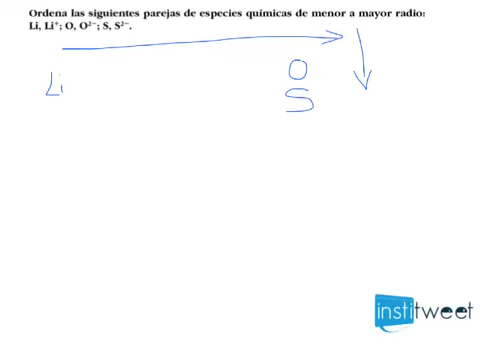 Ordena las siguientes parejas de especies químicas de menor a mayor radio:
Li, Li⁺; O, O²⁻; S, S²⁻.
Li
O
S
institweet